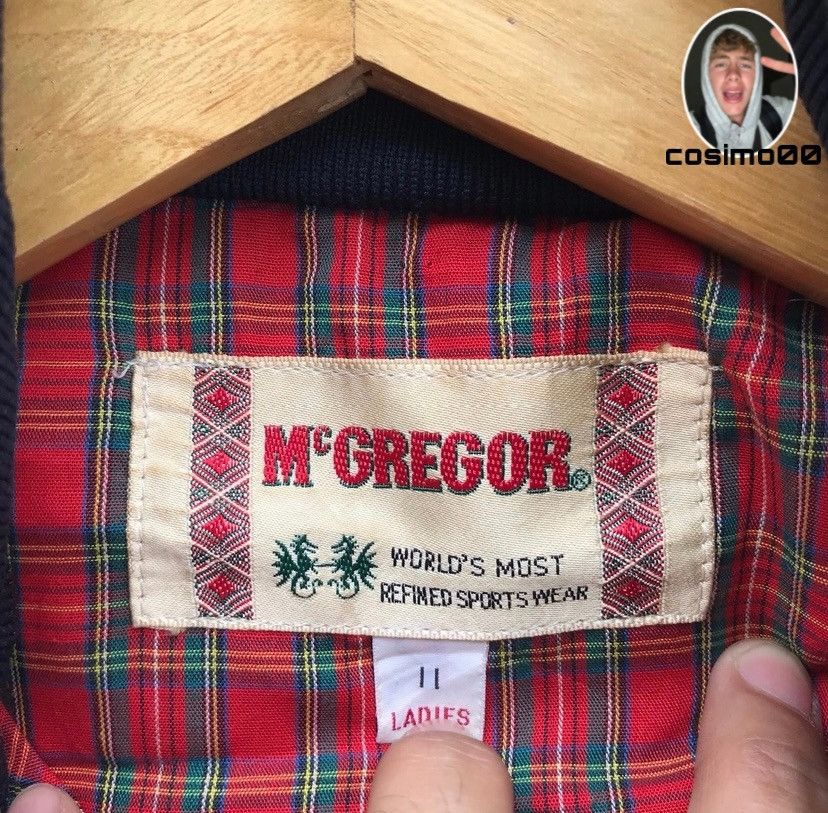 cosimo00
McGREGOR®
WORLD'S MOST
REFINED SPORTS WEAR
11
LADIES